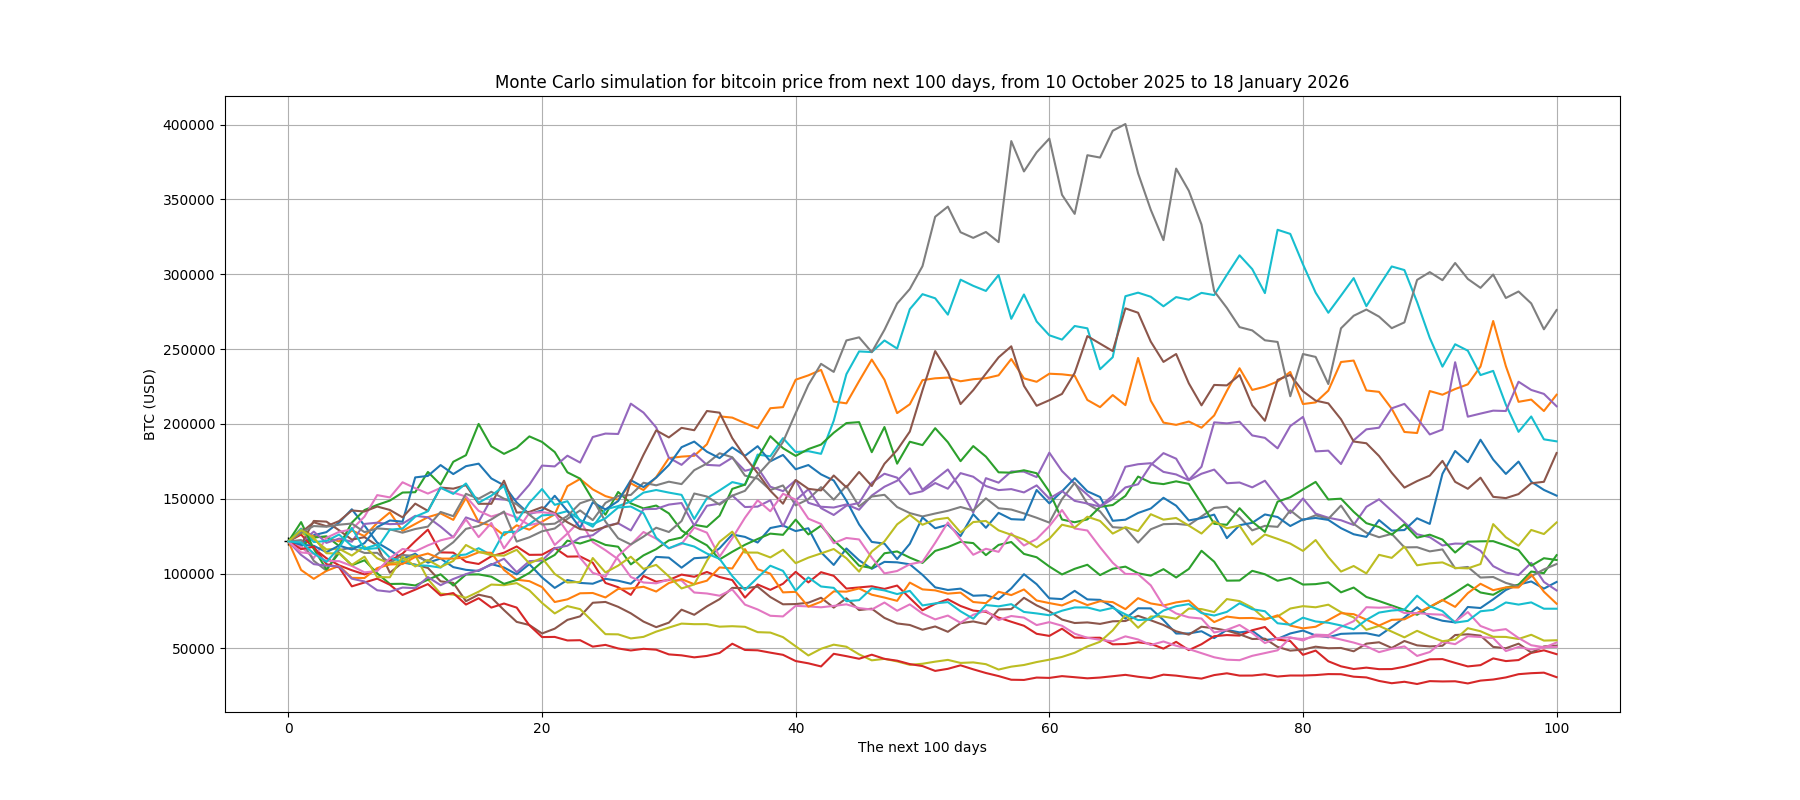 Monte Carlo simulation for bitcoin price from next 100 days, from 10 October 2025 to 18 January 2026
400000
350000
300000
250000
200000
150000
100000
50000
BTC (USD)
0 20 40 60 80 100
The next 100 days